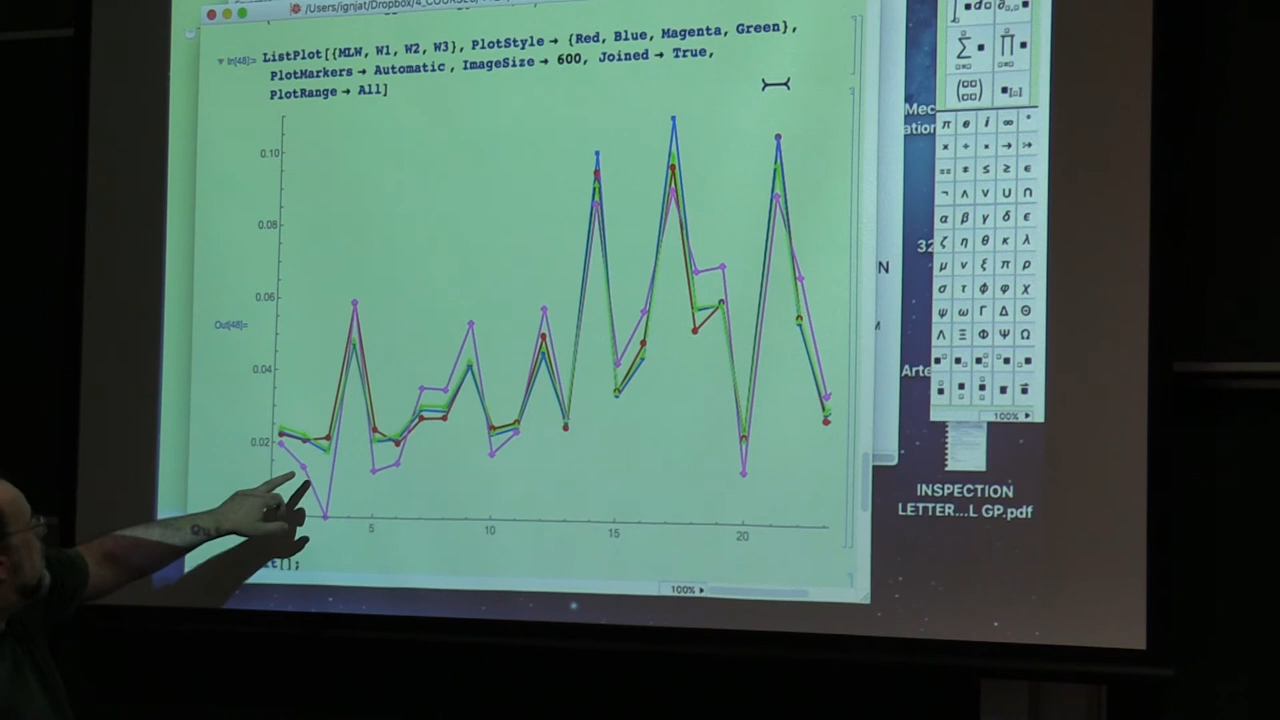 /Users/ignjat/Dropbox/4_COURSES/
In[48]:= ListPlot[{MLW, W1, W2, W3}, PlotStyle → {Red, Blue, Magenta, Green},
PlotMarkers → Automatic, ImageSize → 600, Joined → True,
PlotRange → All]
Out[48]=
0.10
0.08
0.06
0.04
0.02
5
10
15
20
t[];
100%
∑ ∏
π e i ∞ °
× ÷ × →
== ≠ ≤ ≥ ∈
¬ ∧ ∨ ∪ ∩
α β γ δ ϵ
ζ η θ κ λ
μ ν ξ π ρ
σ τ ϕ φ χ
ψ ω Γ Δ Θ
Λ Ξ Φ Ψ Ω
100%
Mec
ation
32
N
Arte
INSPECTION
LETTER...L GP.pdf